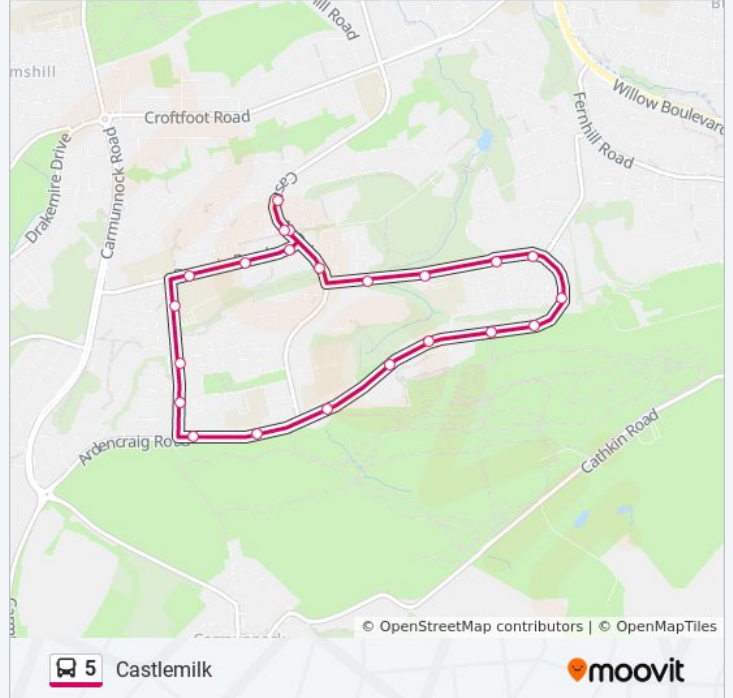 mshill
Croftfoot Road
Willow Boulevard
Fernhill Road
Drakemire Drive
Carmunnock Road
Ardencraig Road
Cathkin Road
© OpenStreetMap contributors | © OpenMapTiles
5 Castlemilk
moovit